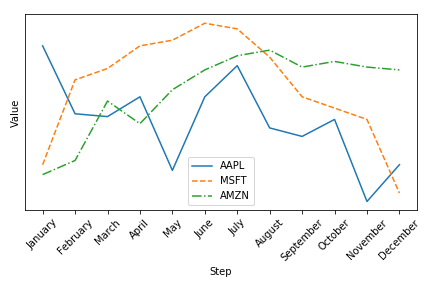 Value
AAPL
MSFT
AMZN
January
February
March
April
May
June
July
August
September
October
November
December
Step